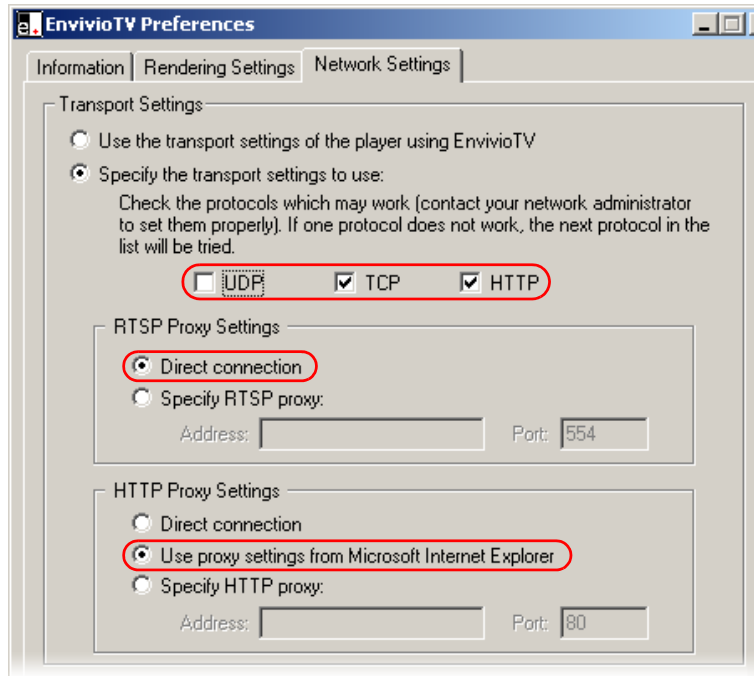 e. EnvivioTV Preferences
Information Rendering Settings Network Settings
Transport Settings
Use the transport settings of the player using EnvivioTV
Specify the transport settings to use:
Check the protocols which may work (contact your network administrator
to set them properly). If one protocol does not work, the next protocol in the
list will be tried.
UDP TCP HTTP
RTSP Proxy Settings
Direct connection
Specify RTSP proxy:
Address: Port: 554
HTTP Proxy Settings
Direct connection
Use proxy settings from Microsoft Internet Explorer
Specify HTTP proxy:
Address: Port: 80